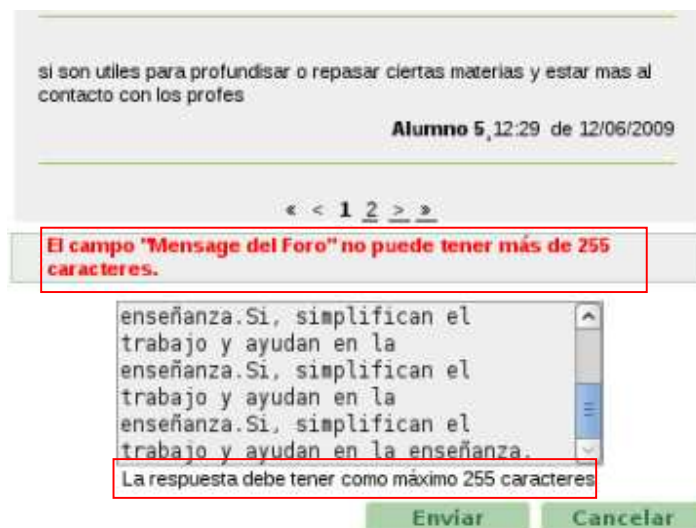 si son utiles para profundisar o repasar ciertas materias y estar mas al
contacto con los profes
Alumno 5,12:29 de 12/06/2009
« < 1 2 > »
El campo "Mensage del Foro" no puede tener más de 255
caracteres.
enseñanza.Si, simplifican el
trabajo y ayudan en la
enseñanza.Si, simplifican el
trabajo y ayudan en la
enseñanza.Si, simplifican el
trabajo y ayudan en la enseñanza.
La respuesta debe tener como máximo 255 caracteres
Enviar Cancelar